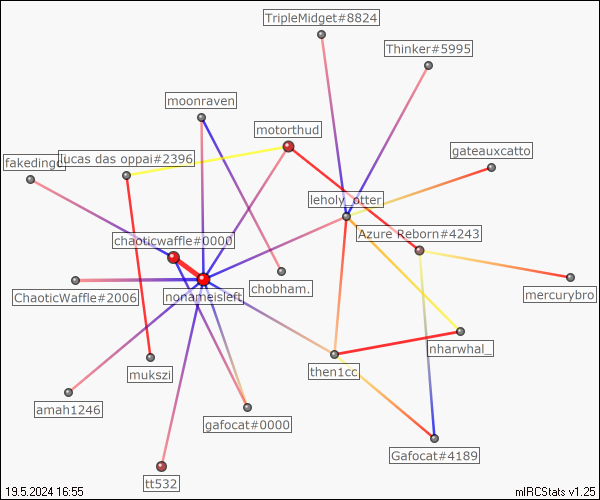 TripleMidget#8824
Thinker#5995
moonraven
motorthud
gateauxcatto
lucas das oppai#2396
leholy_otter
Azure Reborn#4243
chaoticwaffle#0000
chobham.
ChaoticWaffle#2006
nonameisleft
mercurybro
nharwhal_
mukszi
then1cc
amah1246
gafocat#0000
Gafocat#4189
tt532
19.5.2024 16:55
mIRCStats v1.25